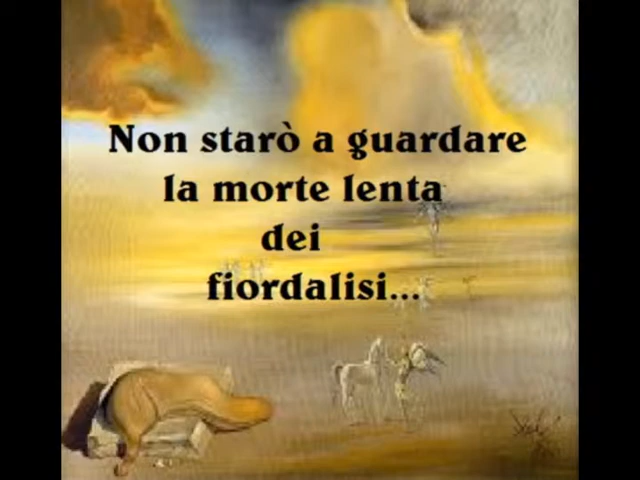 Non starò a guardare
la morte lenta
dei
fiordalisi...